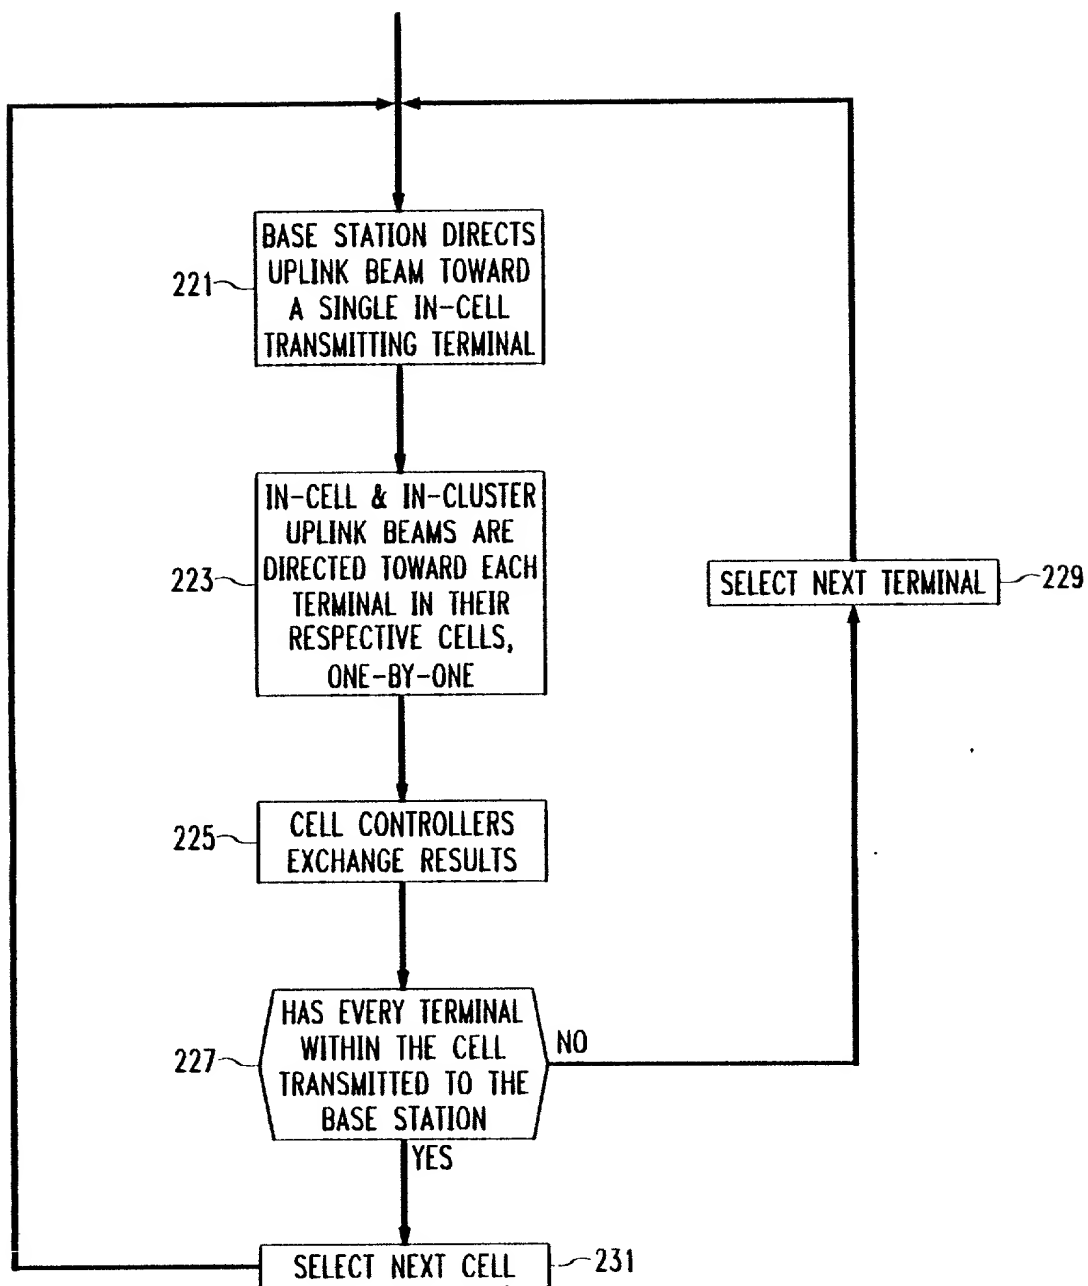 BASE STATION DIRECTS
UPLINK BEAM TOWARD
A SINGLE IN-CELL
TRANSMITTING TERMINAL
221
IN-CELL & IN-CLUSTER
UPLINK BEAMS ARE
DIRECTED TOWARD EACH
TERMINAL IN THEIR
RESPECTIVE CELLS,
ONE-BY-ONE
223
SELECT NEXT TERMINAL
229
CELL CONTROLLERS
EXCHANGE RESULTS
225
HAS EVERY TERMINAL
WITHIN THE CELL
TRANSMITTED TO THE
BASE STATION
227
NO
YES
SELECT NEXT CELL
231